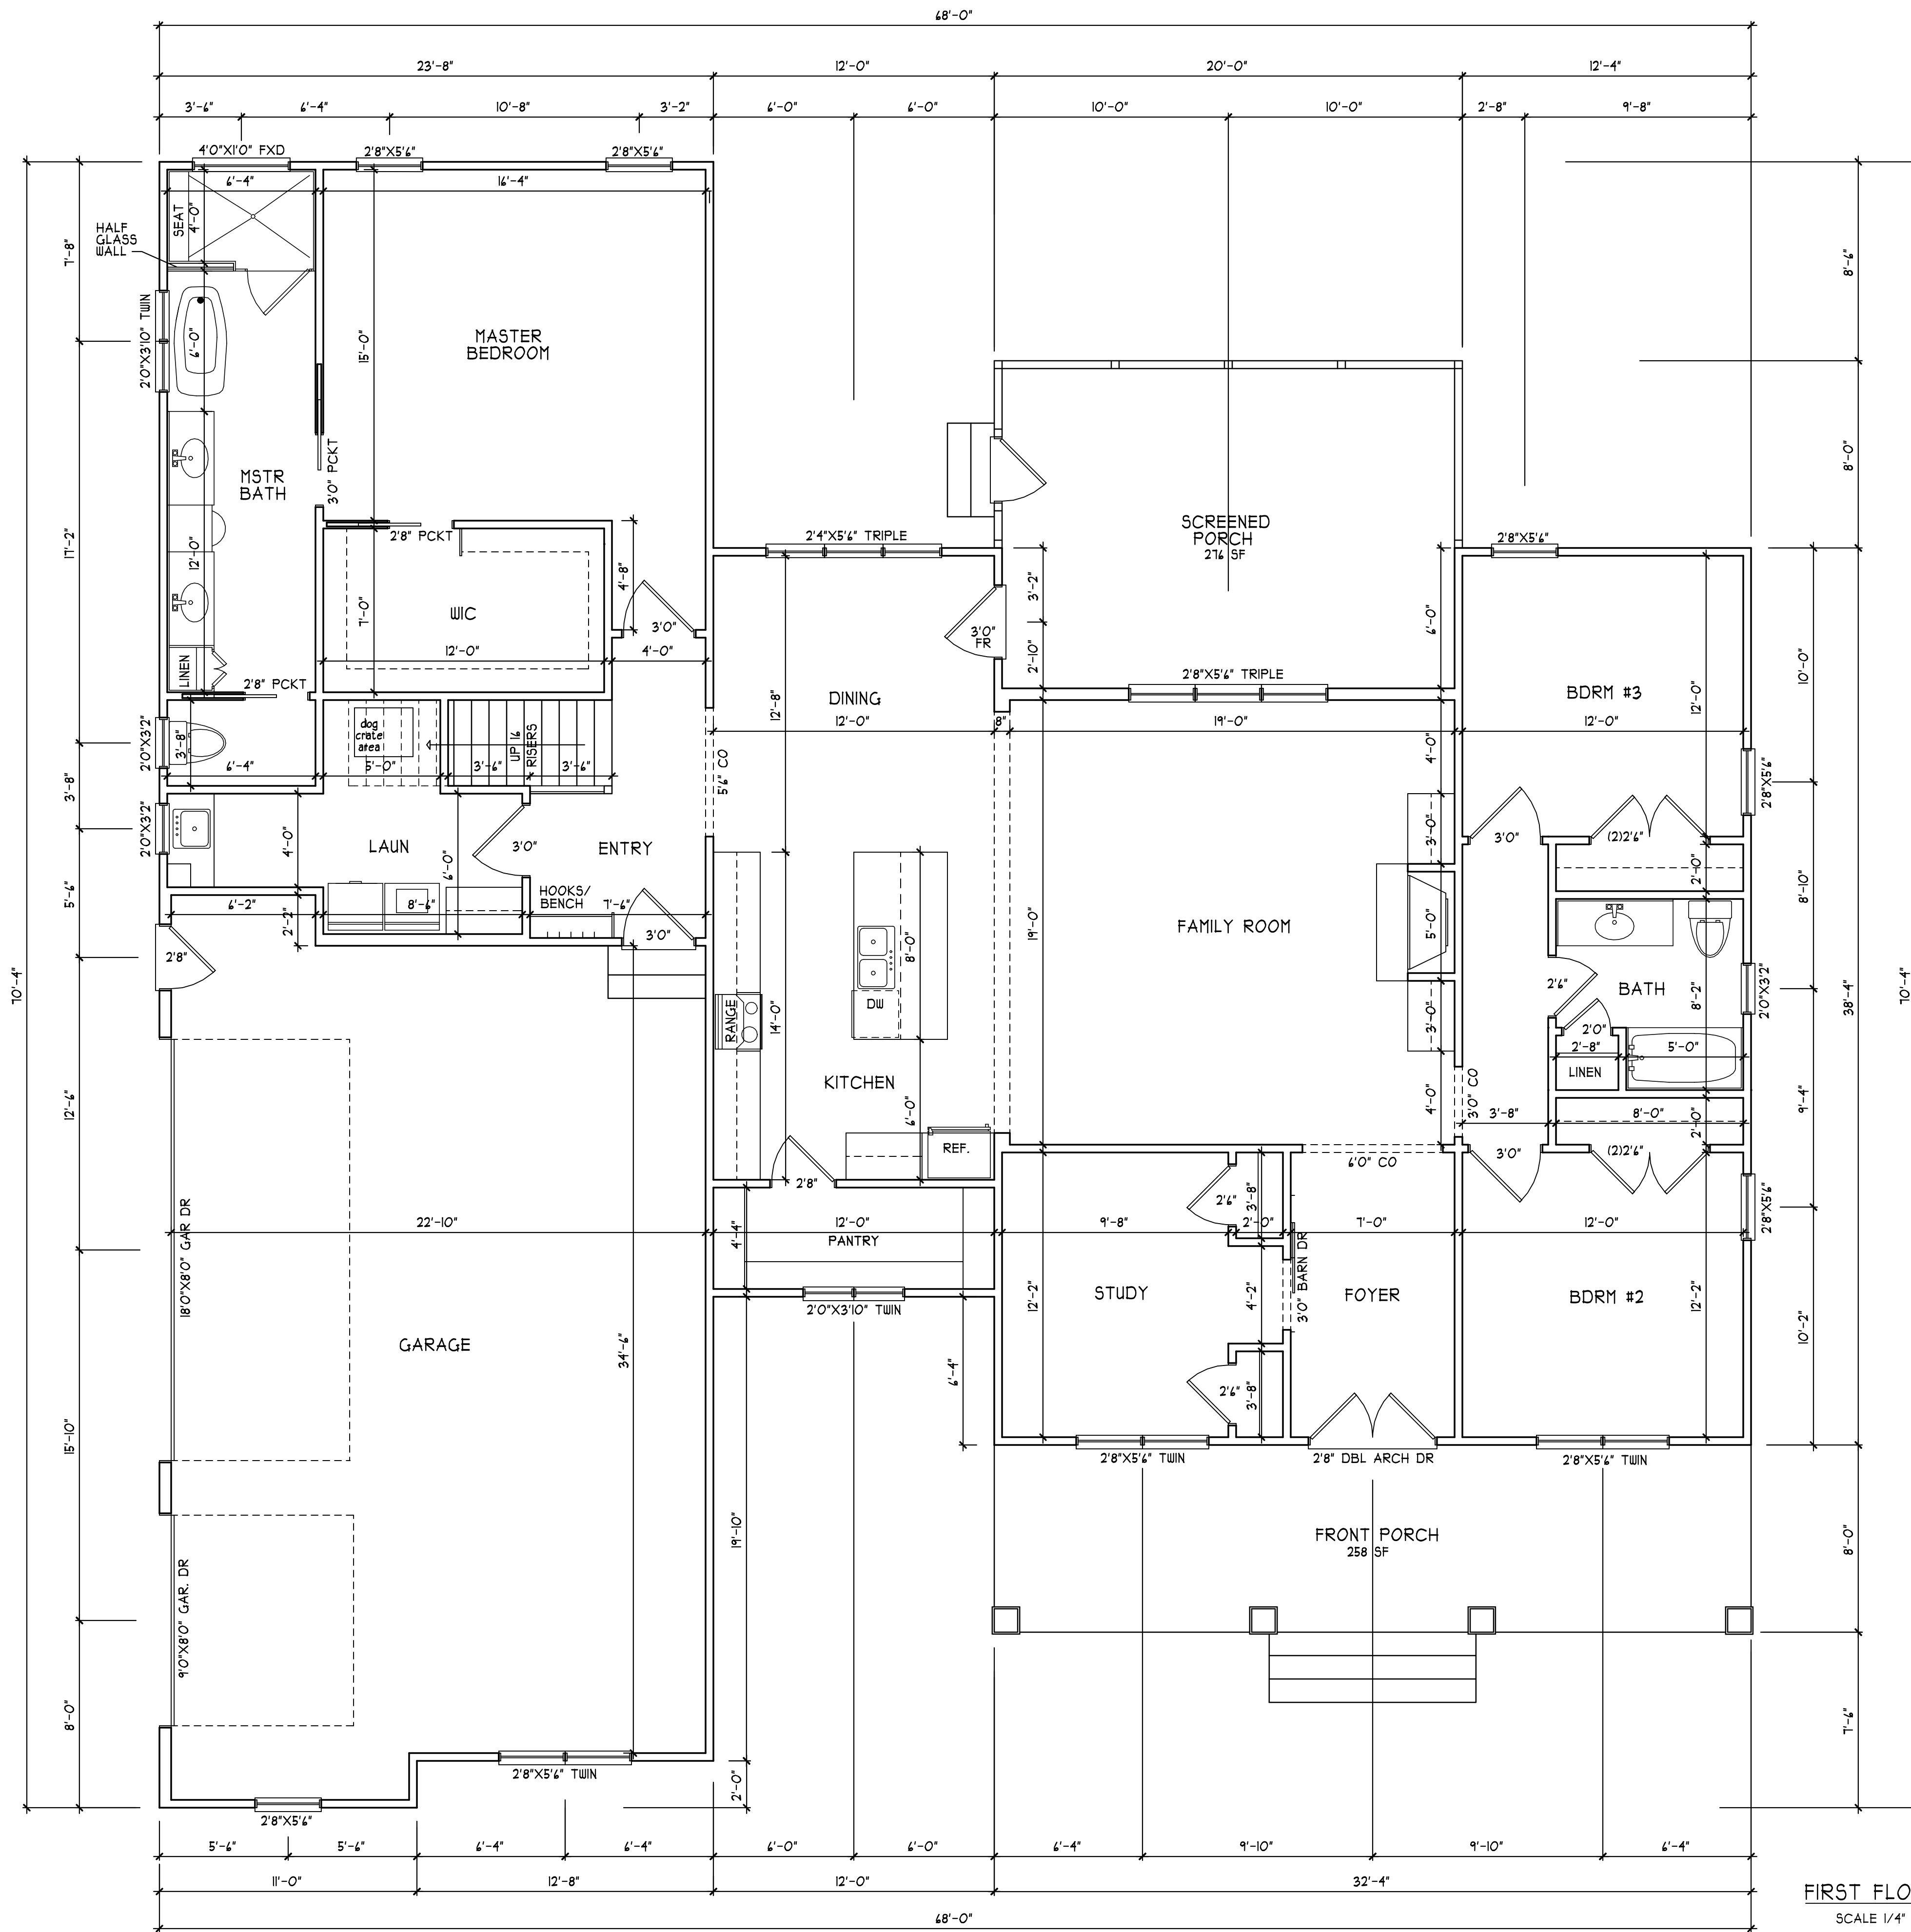 68'-0"
23'-8" 12'-0" 20'-0" 12'-4"
3'-6" 6'-4" 10'-8" 3'-2" 6'-0" 6'-0" 10'-0" 10'-0" 2'-8" 9'-8"
4'0"X1'0" FXD 2'8"X5'6" 2'8"X5'6"
6'-4" 16'-4"
SEAT
4'-0"
HALF
GLASS
WALL
7'-8"
8'-6"
2'0"X3'10" TWIN
6'-0"
15'-0"
MASTER
BEDROOM
MSTR
BATH
3'0" PCKT
8'-0"
SCREENED
PORCH
276 SF
2'8" PCKT
2'4"X5'6" TRIPLE
2'8"X5'6"
17'-2"
12'-0"
4'-8"
3'-2"
7'-0"
WIC
3'0"
3'0"
FR
6'-0"
12'-0" 4'-0"
2'-10"
LINEN
2'8" PCKT
2'8"X5'6" TRIPLE
10'-0"
DINING
BDRM #3
12'-8"
12'-0"
12'-0" 8" 19'-0" 12'-0"
2'0"X3'2"
3'-8"
dog
crate
area
UP 16
RISERS
6'-4" 5'-0" 3'-6" 3'-6"
5'6" CO
4'-0"
2'8"X5'6"
3'-8"
2'0"X3'2"
4'-0"
LAUN
6'-0"
3'0"
ENTRY
3'-0"
3'0"
(2)2'6"
2'-0"
8'-10"
5'-6"
HOOKS/
BENCH
6'-2" 8'-6" 7'-6"
2'-2"
3'0"
2'8"
8'-0"
19'-0"
FAMILY ROOM
5'-0"
70'-4"
DW
RANGE
14'-0"
2'6"
BATH
8'-2"
2'0"X3'2"
38'-4"
70'-4"
3'-0"
2'0"
2'-8" 5'-0"
LINEN
KITCHEN
12'-6"
6'-0"
4'-0"
3'0" CO
3'-8" 8'-0"
2'-0"
9'-4"
REF.
6'0" CO
3'0"
(2)2'6"
2'8"
2'6"
3'-8"
2'8"X5'6"
18'0"X8'0" GAR DR
22'-10" 12'-0" 9'-8" 2'-0" 7'-0" 12'-0"
4'-4"
PANTRY
3'0" BARN DR
12'-2"
STUDY
4'-2"
FOYER
BDRM #2
12'-2"
2'0"X3'10" TWIN
10'-2"
GARAGE
34'-6"
6'-4"
2'6"
3'-8"
15'-10"
2'8"X5'6" TWIN 2'8" DBL ARCH DR 2'8"X5'6" TWIN
19'-10"
FRONT PORCH
258 SF
8'-0"
9'0"X8'0" GAR. DR
8'-0"
7'-6"
2'8"X5'6" TWIN
2'-0"
2'8"X5'6"
5'-6" 5'-6" 6'-4" 6'-4" 6'-0" 6'-0" 6'-4" 9'-10" 9'-10" 6'-4"
11'-0" 12'-8" 12'-0" 32'-4"
FIRST FLO
SCALE 1/4"
68'-0"